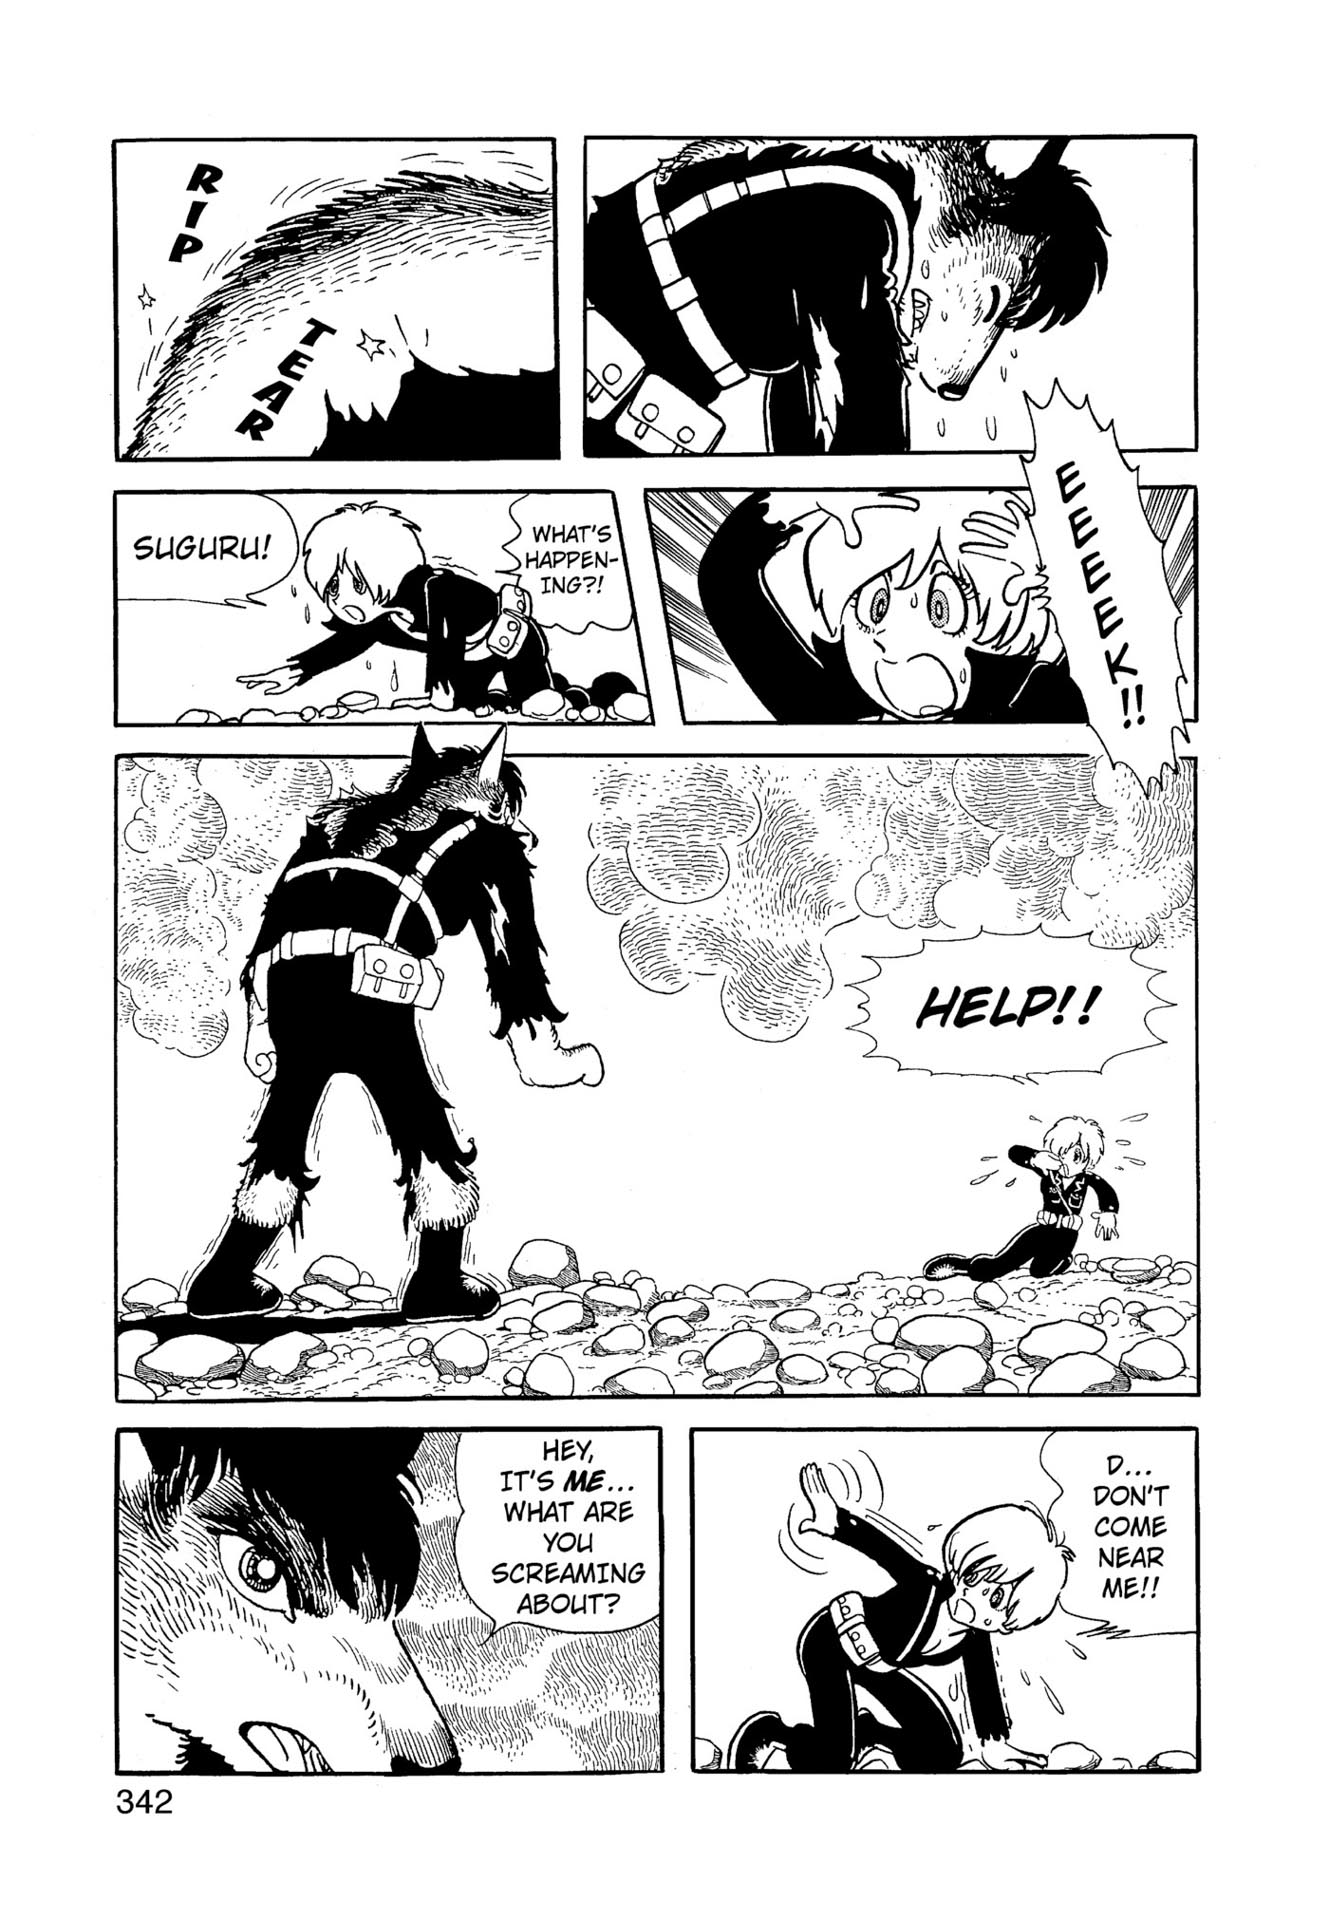 RIP
TEAR
SUGURU!
WHAT'S
HAPPEN-
ING?!
EEEEEK!!
HELP!!
HEY,
IT'S ME...
WHAT ARE
YOU
SCREAMING
ABOUT?
D...
DON'T
COME
NEAR
ME!!
342